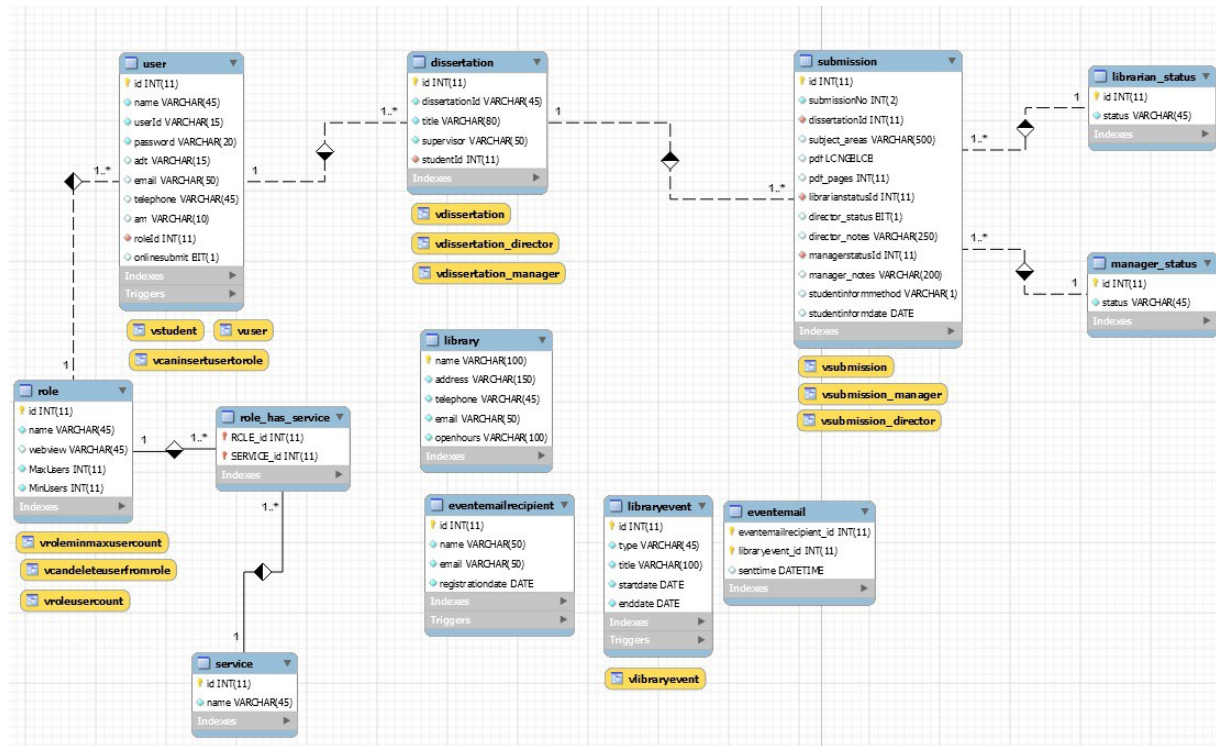 user
id INT(11)
name VARCHAR(45)
userId VARCHAR(15)
password VARCHAR(20)
adt VARCHAR(15)
email VARCHAR(50)
telephone VARCHAR(45)
am VARCHAR(10)
roleId INT(11)
onlinesubmit BIT(1)
Indexes
Triggers
vstudent
vuser
vcaninsertusertorole
1..*
1
1..*
1
dissertation
id INT(11)
dissertationId VARCHAR(45)
title VARCHAR(80)
supervisor VARCHAR(50)
studentId INT(11)
Indexes
vdissertation
vdissertation_director
vdissertation_manager
1
1..*
submission
id INT(11)
submissionNo INT(2)
dissertationId INT(11)
subject_areas VARCHAR(500)
pdf LONGBLOB
pdf_pages INT(11)
librarianstatusId INT(11)
director_status BIT(1)
director_notes VARCHAR(250)
managerstatusId INT(11)
manager_notes VARCHAR(200)
studentinformmethod VARCHAR(1)
studentinformdate DATE
Indexes
vsubmission
vsubmission_manager
vsubmission_director
1..*
1
librarian_status
id INT(11)
status VARCHAR(45)
Indexes
1..*
1
manager_status
id INT(11)
status VARCHAR(45)
Indexes
role
id INT(11)
name VARCHAR(45)
webview VARCHAR(45)
MaxUsers INT(11)
MinUsers INT(11)
Indexes
vroleminmaxusercount
vcandeleteuserfromrole
vroleusercount
1
1..*
role_has_service
ROLE_id INT(11)
SERVICE_id INT(11)
Indexes
1..*
1
service
id INT(11)
name VARCHAR(45)
Indexes
library
name VARCHAR(100)
address VARCHAR(150)
telephone VARCHAR(45)
email VARCHAR(50)
openhours VARCHAR(100)
Indexes
eventemailrecipient
id INT(11)
name VARCHAR(50)
email VARCHAR(50)
registrationdate DATE
Indexes
Triggers
libraryevent
id INT(11)
type VARCHAR(45)
title VARCHAR(100)
startdate DATE
enddate DATE
Indexes
Triggers
vlibraryevent
eventemail
eventemailrecipient_id INT(11)
libraryevent_id INT(11)
senttime DATETIME
Indexes